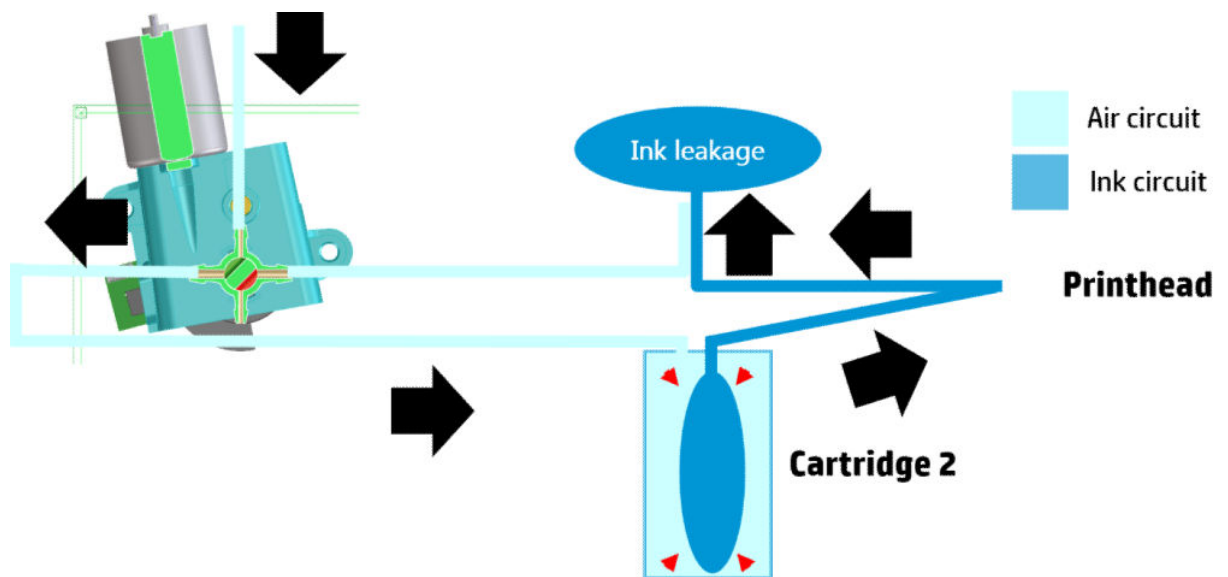 Ink leakage
Air circuit
Ink circuit
Printhead
Cartridge 2